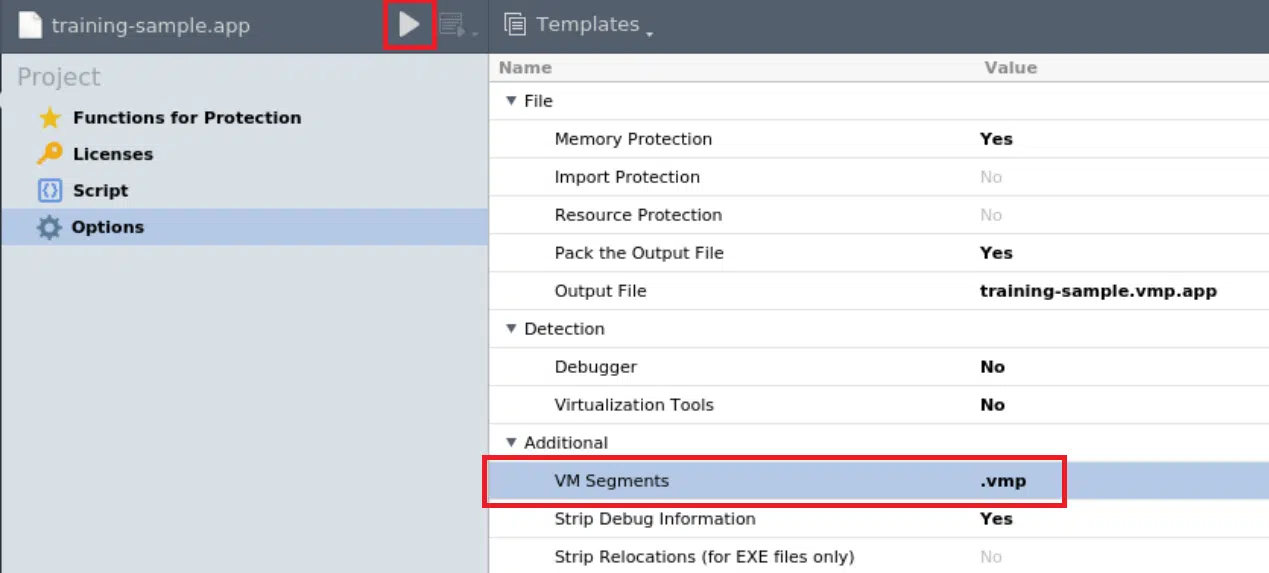 training-sample.app
Templates
Project
Functions for Protection
Licenses
Script
Options
Name Value
File
Memory Protection Yes
Import Protection No
Resource Protection No
Pack the Output File Yes
Output File training-sample.vmp.app
Detection
Debugger No
Virtualization Tools No
Additional
VM Segments .vmp
Strip Debug Information Yes
Strip Relocations (for EXE files only) No